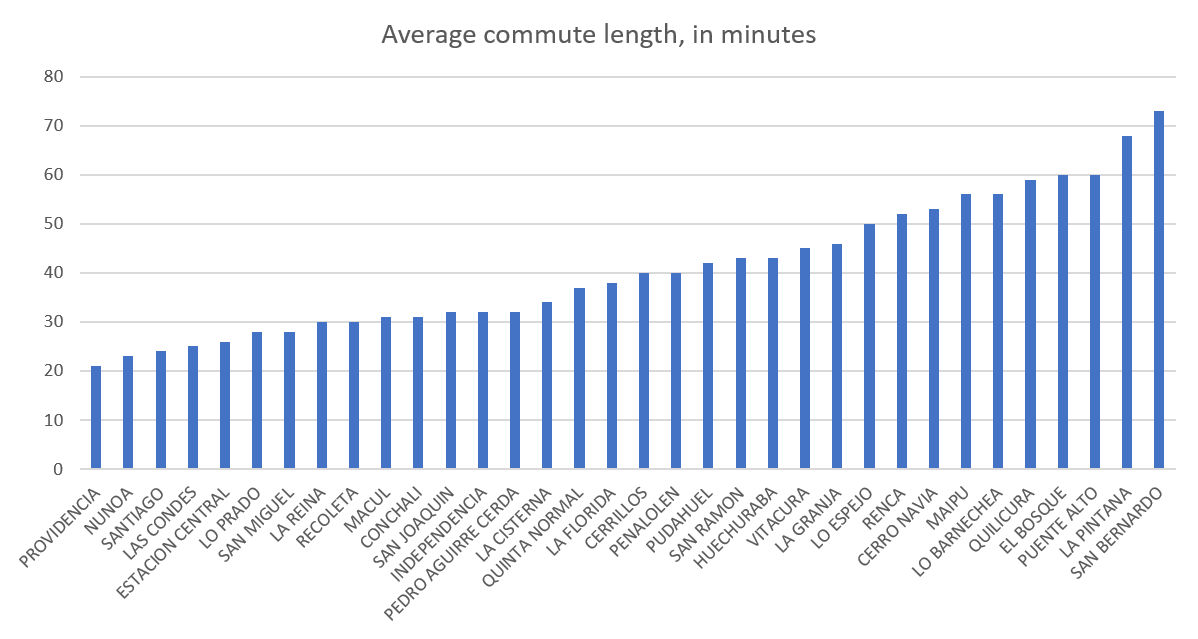 Average commute length, in minutes
80
70
60
50
40
30
20
10
0
PROVIDENCIA
NUNOA
SANTIAGO
LAS CONDES
ESTACION CENTRAL
LO PRADO
SAN MIGUEL
LA REINA
RECOLETA
MACUL
CONCHALI
SAN JOAQUIN
INDEPENDENCIA
PEDRO AGUIRRE CERDA
LA CISTERNA
QUINTA NORMAL
LA FLORIDA
CERRILLOS
PENALOLEN
PUDAHUEL
SAN RAMON
HUECHURABA
VITACURA
LA GRANJA
LO ESPEJO
RENCA
CERRO NAVIA
MAIPU
LO BARNECHEA
QUILICURA
EL BOSQUE
PUENTE ALTO
LA PINTANA
SAN BERNARDO